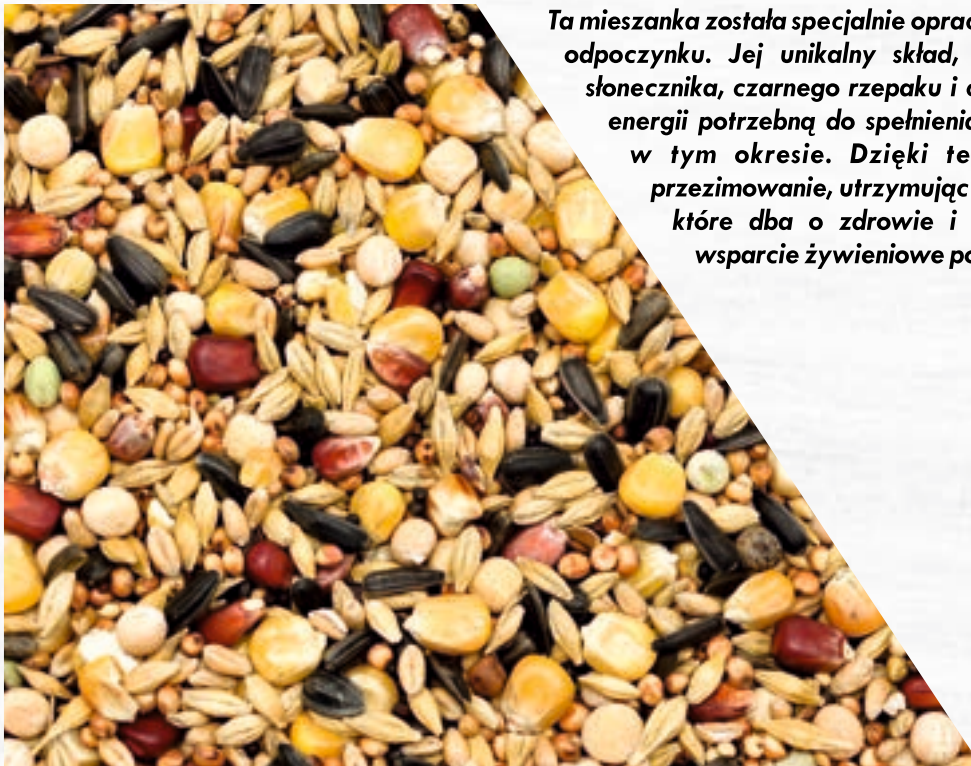 Ta mieszanka została specjalnie
odpoczynku. Jej unikalny skład,
słonecznika, czarnego rzepaku i
energii potrzebną do
w tym okresie. Dzięki
przezimowanie, utrzymując
które dba o zdrowie i
wsparcie żywieniowe